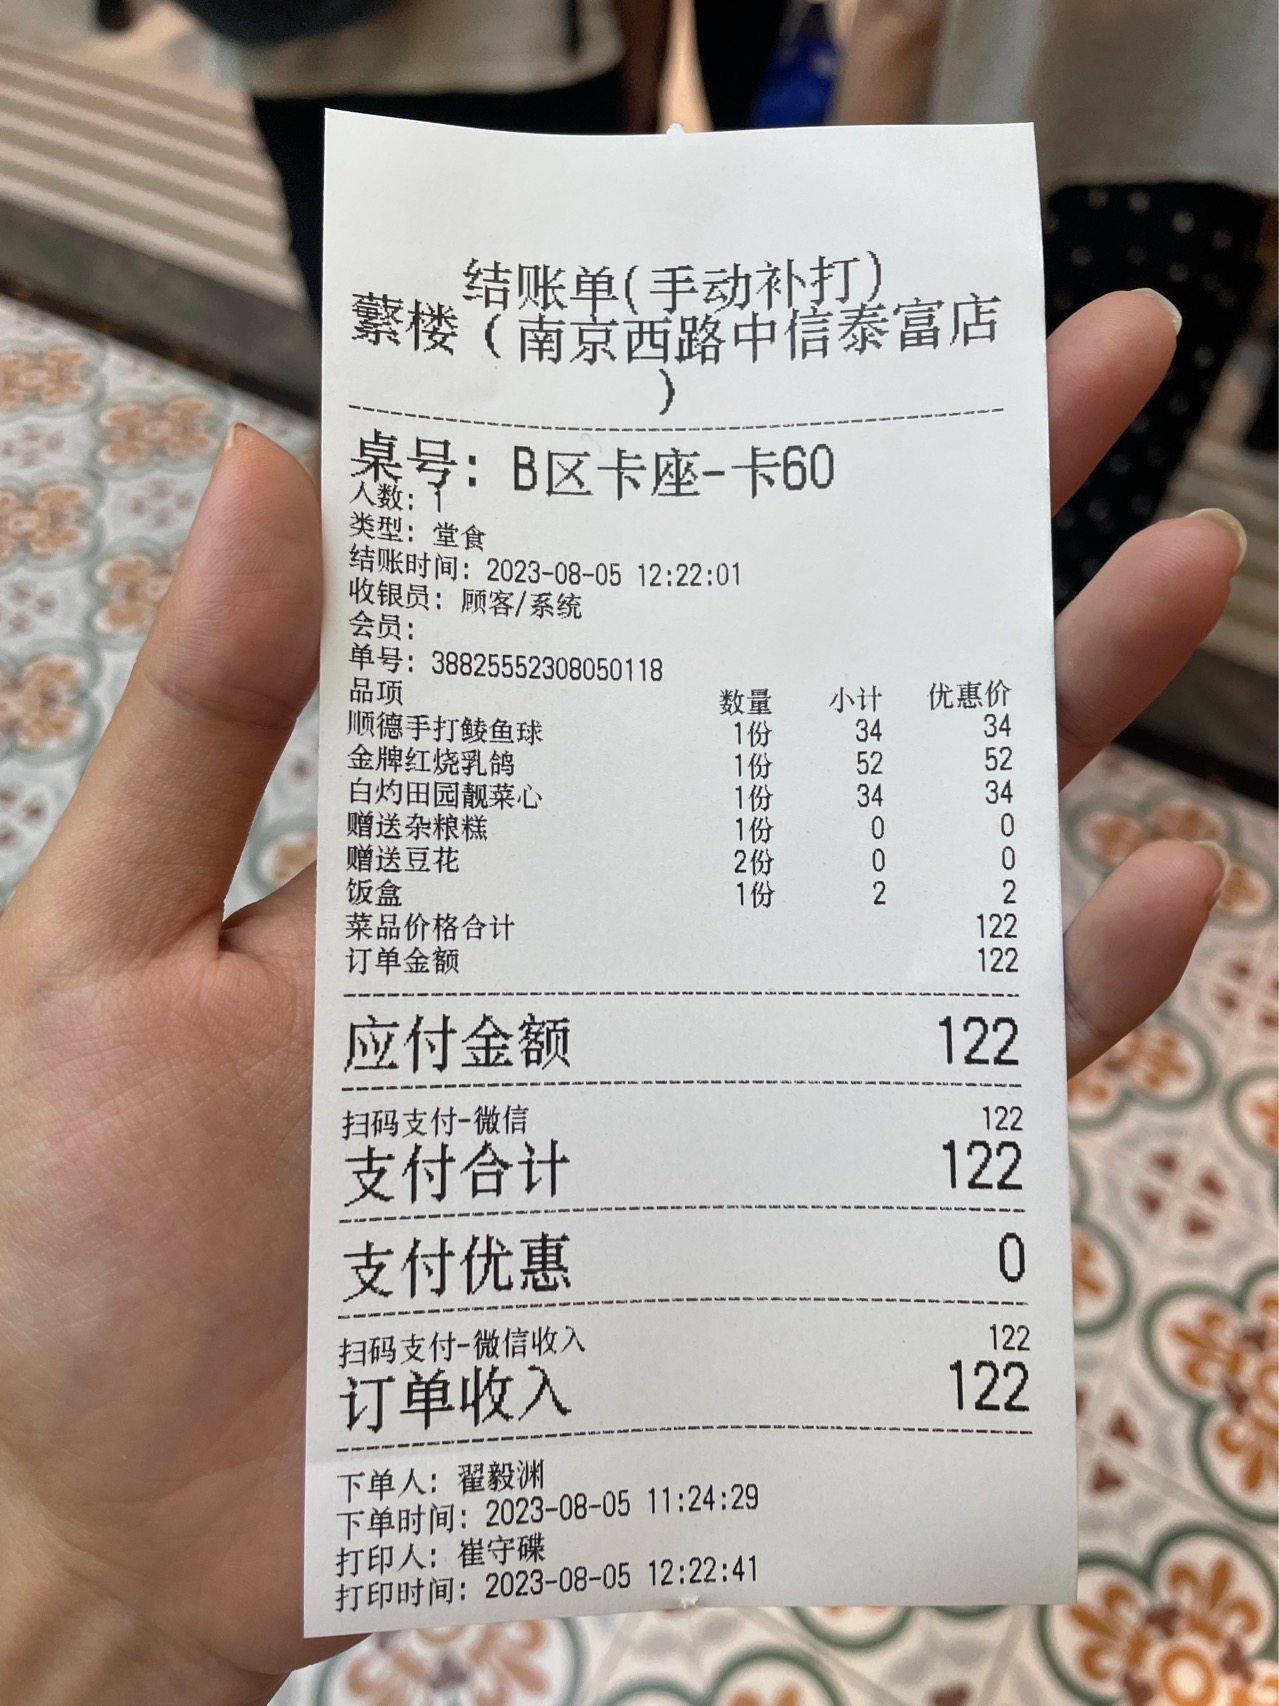 结账单(手动补打)
蘩楼（南京西路中信泰富店
）
桌号: B区卡座-卡60
人数: 1
类型: 堂食
结账时间: 2023-08-05 12:22:01
收银员: 顾客/系统
会员:
单号: 38825552308050118
品项 数量 小计 优惠价
顺德手打鲮鱼球 1份 34 34
金牌红烧乳鸽 1份 52 52
白灼田园靓菜心 1份 34 34
赠送杂粮糕 1份 0 0
赠送豆花 2份 0 0
饭盒 1份 2 2
菜品价格合计 122
订单金额 122
应付金额 122
扫码支付-微信 122
支付合计 122
支付优惠 0
扫码支付-微信收入 122
订单收入 122
下单人: 翟毅渊
下单时间: 2023-08-05 11:24:29
打印人: 崔守碟
打印时间: 2023-08-05 12:22:41